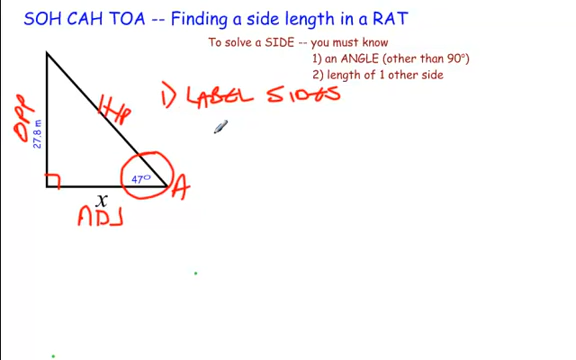 SOH CAH TOA -- Finding a side length in a RAT
To solve a SIDE -- you must know
1) an ANGLE (other than 90°)
2) length of 1 other side
1) LABEL SIDES
OPP
27.8 m
HYP
47°
A
x
ADJ